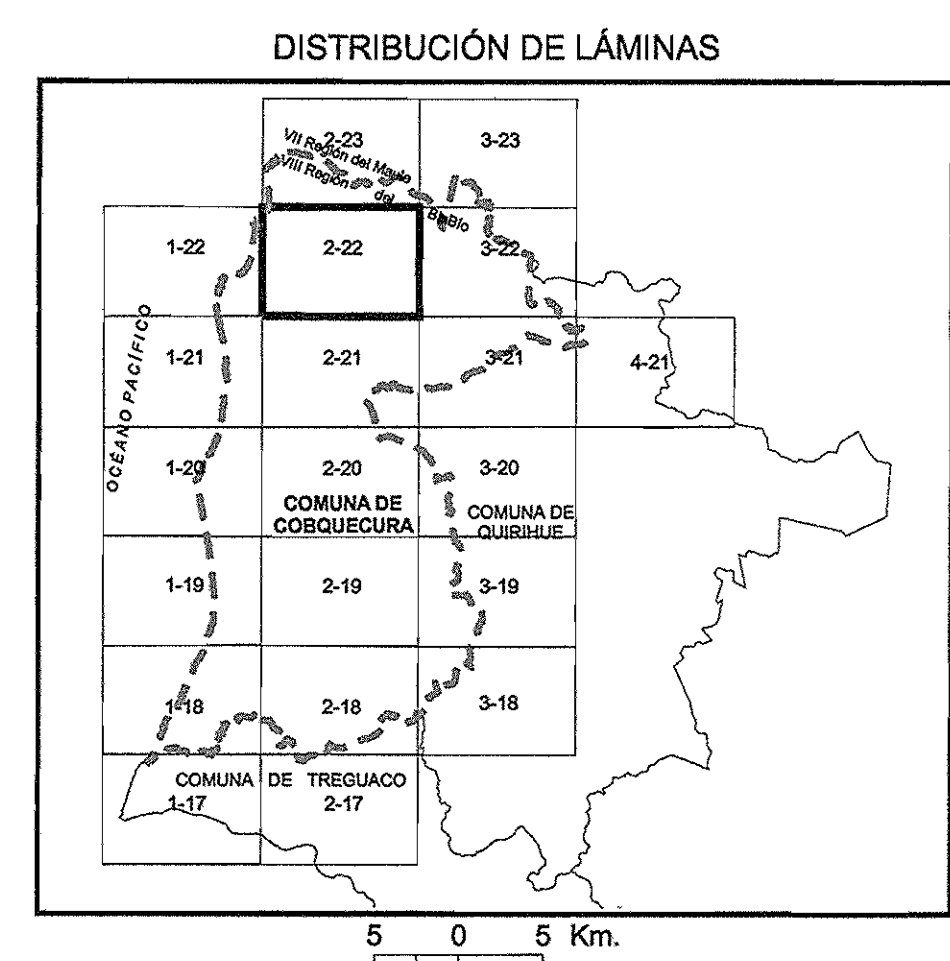 DISTRIBUCIÓN DE LÁMINAS
2-23
3-23
VII Región del Maule
VIII Región del BíoBío
1-22
2-22
3-22
OCÉANO PACÍFICO
1-21
2-21
3-21
4-21
1-20
2-20
3-20
COMUNA DE
COBQUECURA
COMUNA DE
QUIRIHUE
1-19
2-19
3-19
1-18
2-18
3-18
COMUNA DE TREGUACO
1-17
2-17
5 0 5 Km.